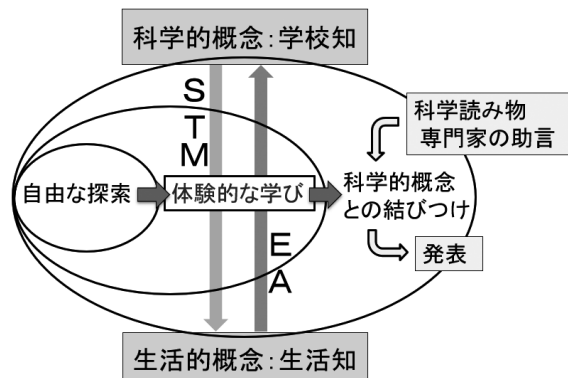 科学的概念:学校知
S
T
M
科学読み物
専門家の助言
自由な探索
体験的な学び
科学的概念
との結びつけ
発表
E
A
生活的概念:生活知